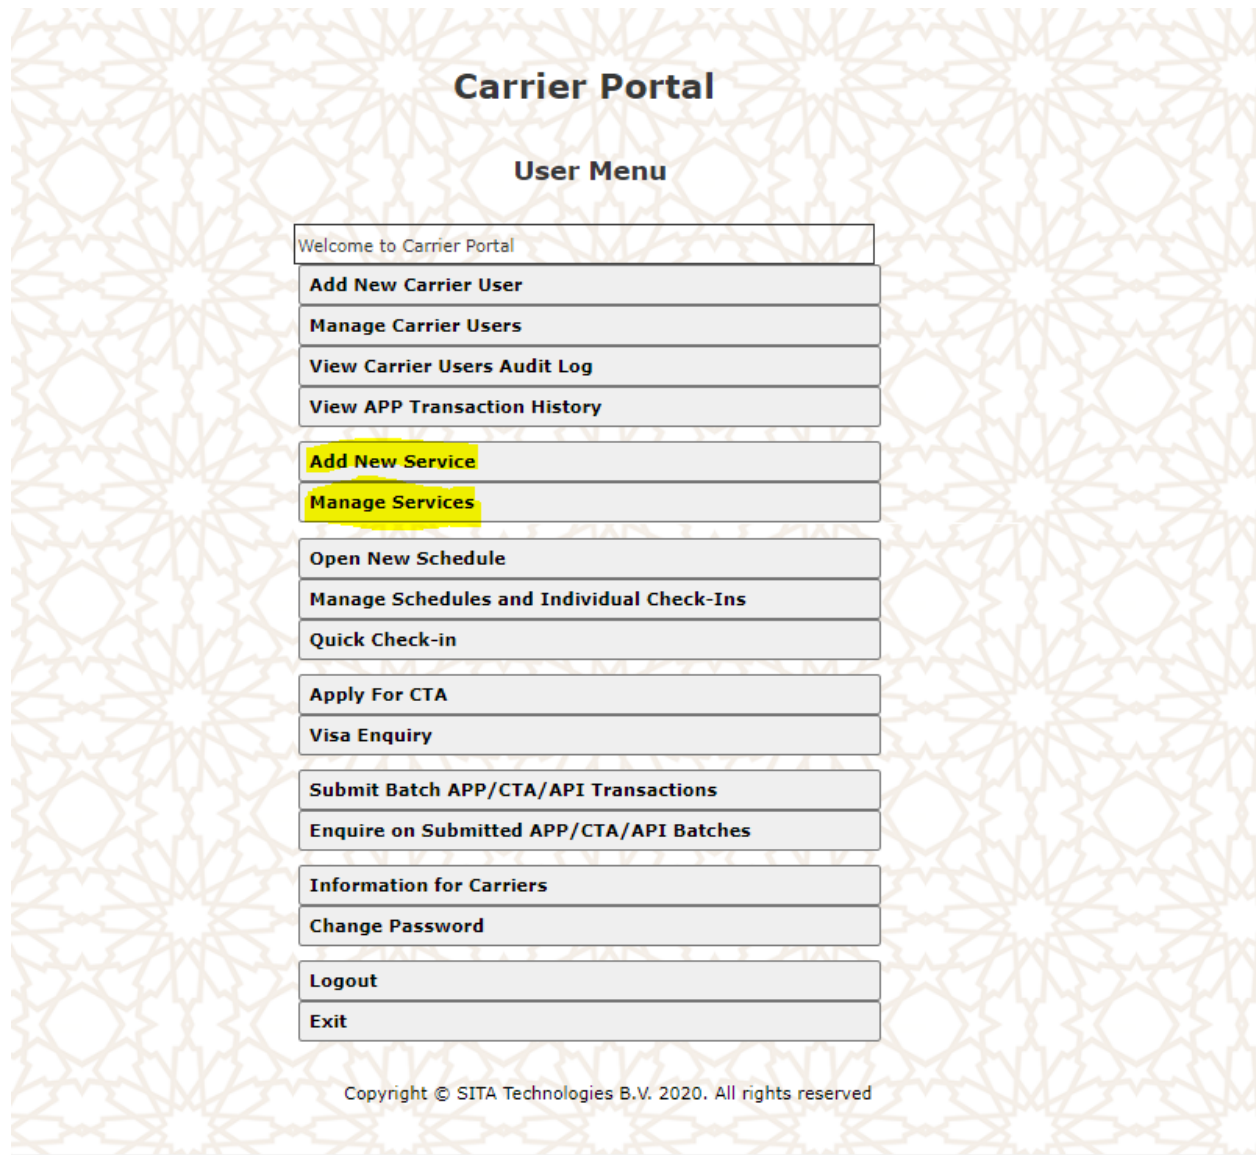 Carrier Portal
User Menu
Welcome to Carrier Portal
Add New Carrier User
Manage Carrier Users
View Carrier Users Audit Log
View APP Transaction History
Add New Service
Manage Services
Open New Schedule
Manage Schedules and Individual Check-Ins
Quick Check-in
Apply For CTA
Visa Enquiry
Submit Batch APP/CTA/API Transactions
Enquire on Submitted APP/CTA/API Batches
Information for Carriers
Change Password
Logout
Exit
Copyright © SITA Technologies B.V. 2020. All rights reserved